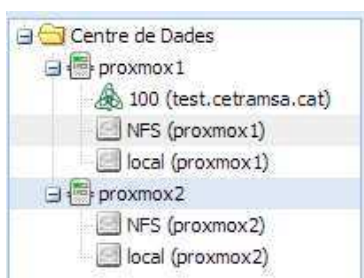 Centre de Dades
proxmox1
100 (test.cetramsa.cat)
NFS (proxmox1)
local (proxmox1)
proxmox2
NFS (proxmox2)
local (proxmox2)